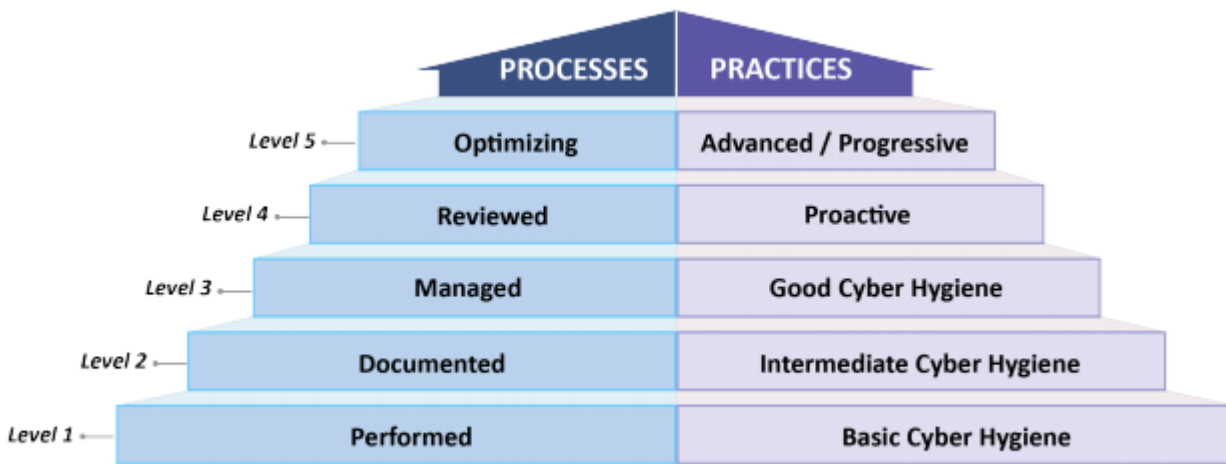 PROCESSES PRACTICES
Level 5 Optimizing Advanced / Progressive
Level 4 Reviewed Proactive
Level 3 Managed Good Cyber Hygiene
Level 2 Documented Intermediate Cyber Hygiene
Level 1 Performed Basic Cyber Hygiene